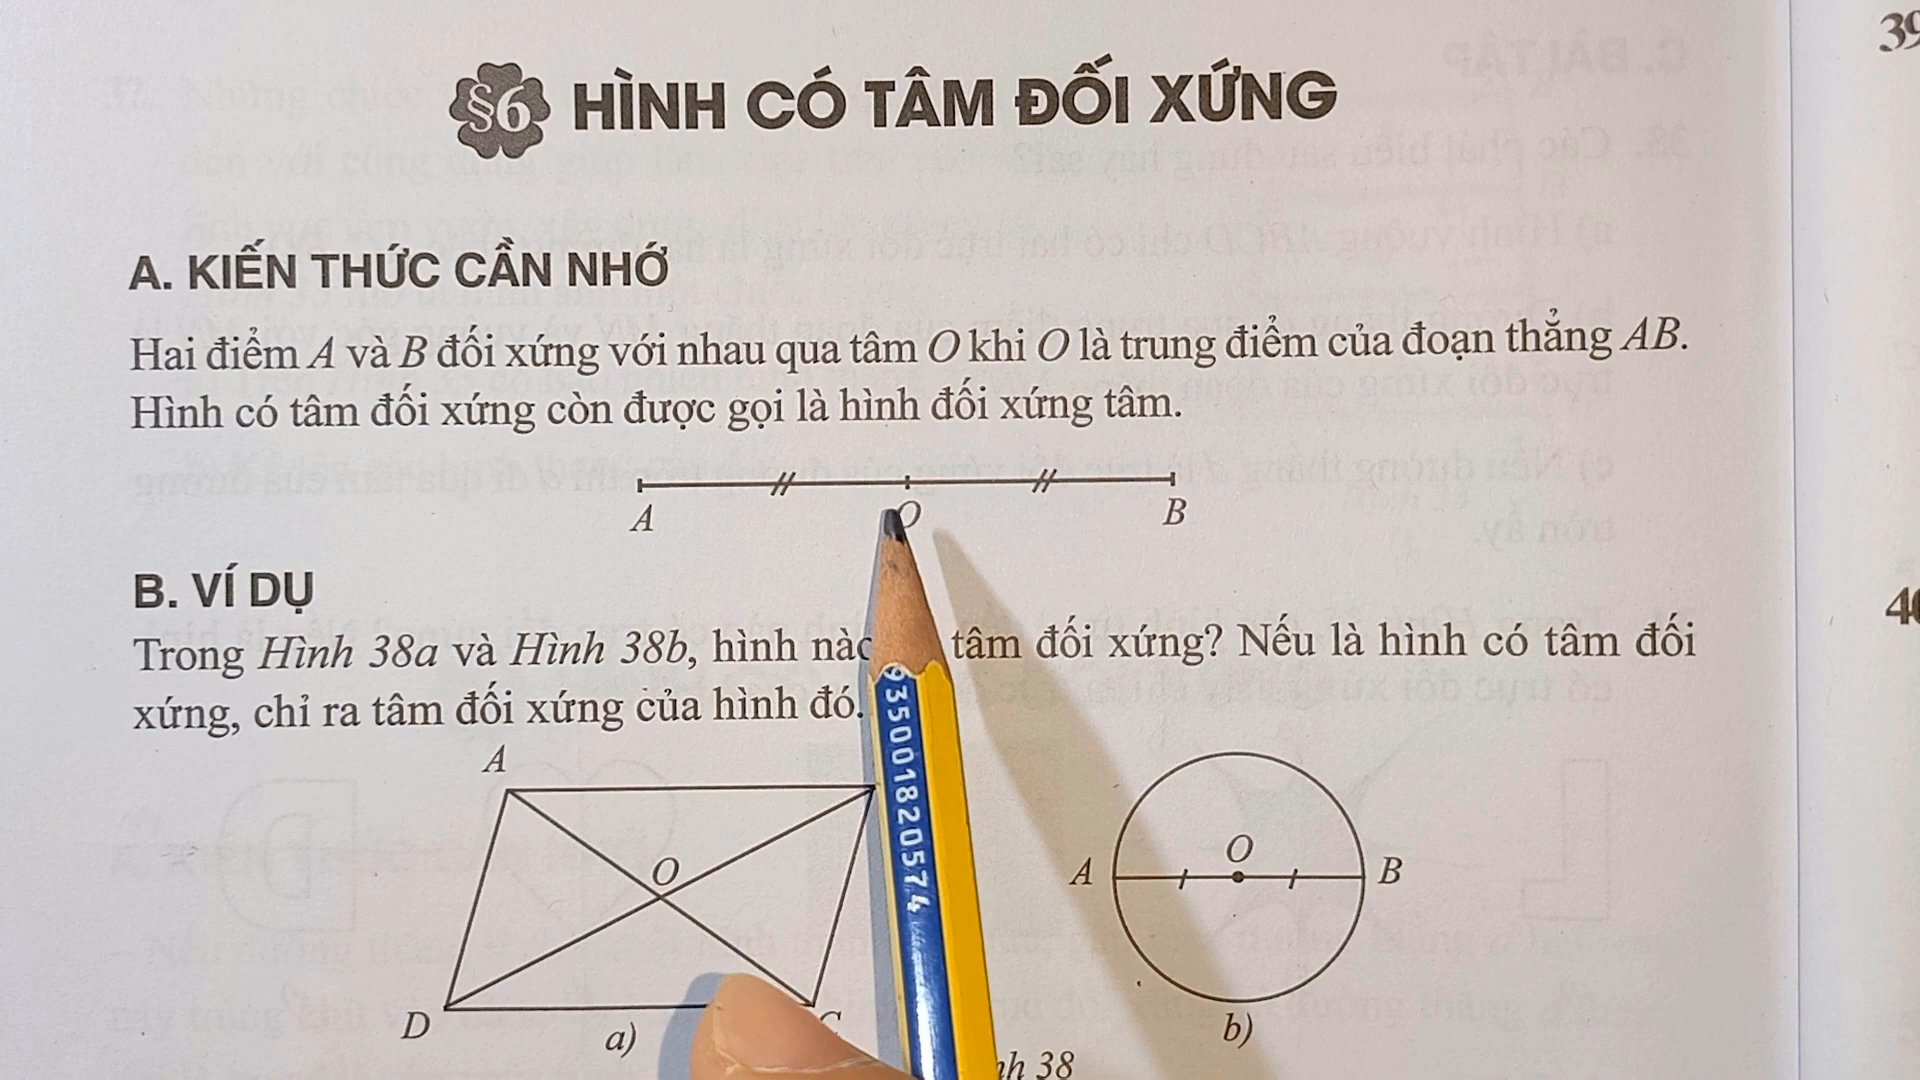 §6 HÌNH CÓ TÂM ĐỐI XỨNG
39
A. KIẾN THỨC CẦN NHỚ
Hai điểm A và B đối xứng với nhau qua tâm O khi O là trung điểm của đoạn thẳng AB.
Hình có tâm đối xứng còn được gọi là hình đối xứng tâm.
A O B
B. VÍ DỤ
Trong Hình 38a và Hình 38b, hình tâm đối xứng? Nếu là hình có tâm đối
xứng, chỉ ra tâm đối xứng của hình đó.
9350018205 74
A
O
D
a)
A O B
b)
38